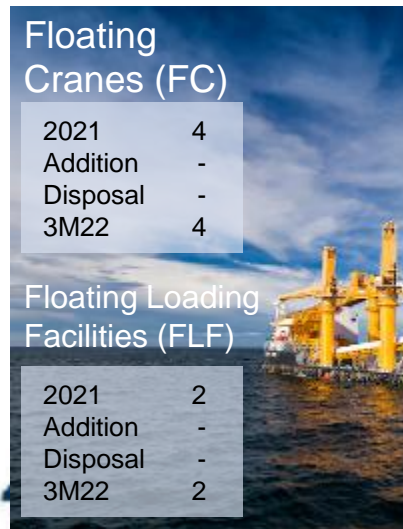 Floating
Cranes (FC)
2021 4
Addition -
Disposal -
3M22 4
Floating Loading
Facilities (FLF)
2021 2
Addition -
Disposal -
3M22 2